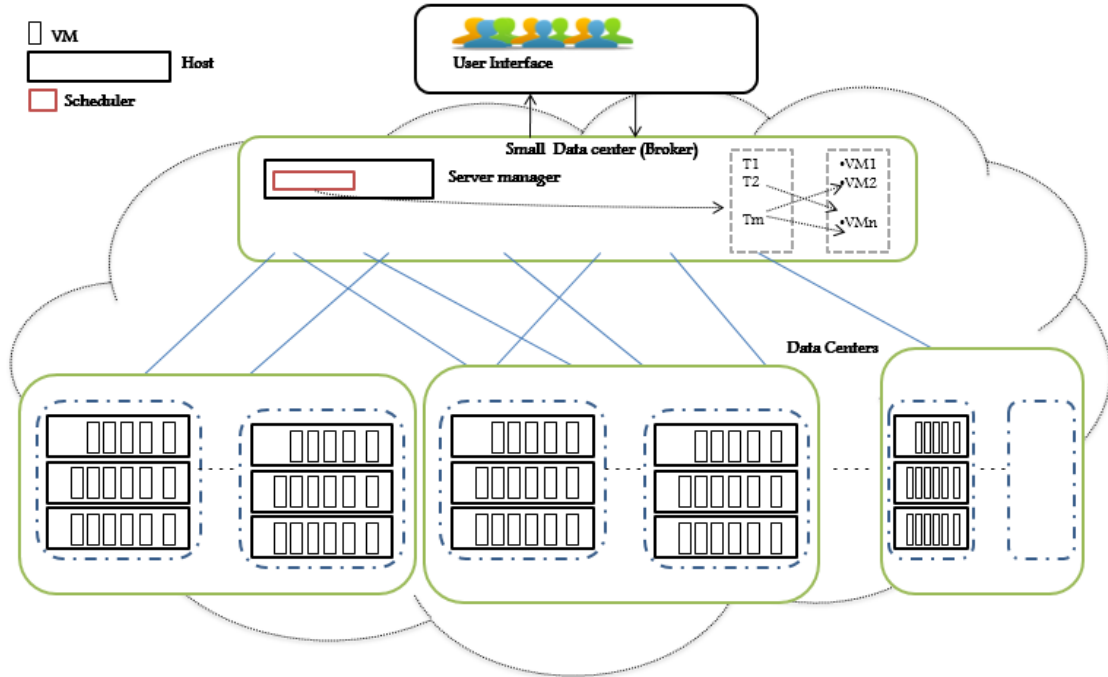 VM
Host
Scheduler
User Interface
Small Data center (Broker)
Server manager
T1
T2
Tm
•VM1
•VM2
•VMn
Data Centers